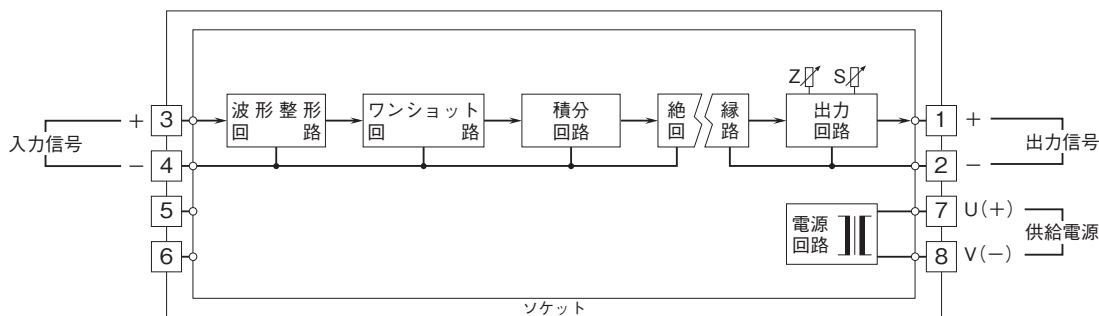 入力信号
+
−
3
4
5
6
波形整形
回路
ワンショット
回路
積分
回路
絶縁
回路
Z
S
出力
回路
電源
回路
1
2
7
8
+
−
U(+)
V(−)
出力信号
供給電源
ソケット